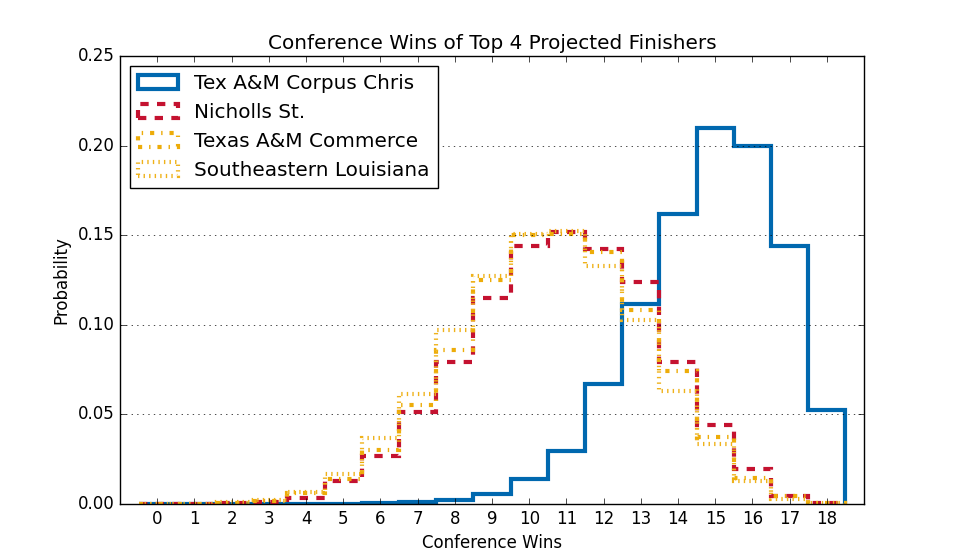 Conference Wins of Top 4 Projected Finishers
Tex A&M Corpus Chris
Nicholls St.
Texas A&M Commerce
Southeastern Louisiana
Probability
0.25
0.20
0.15
0.10
0.05
0.00
0 1 2 3 4 5 6 7 8 9 10 11 12 13 14 15 16 17 18
Conference Wins